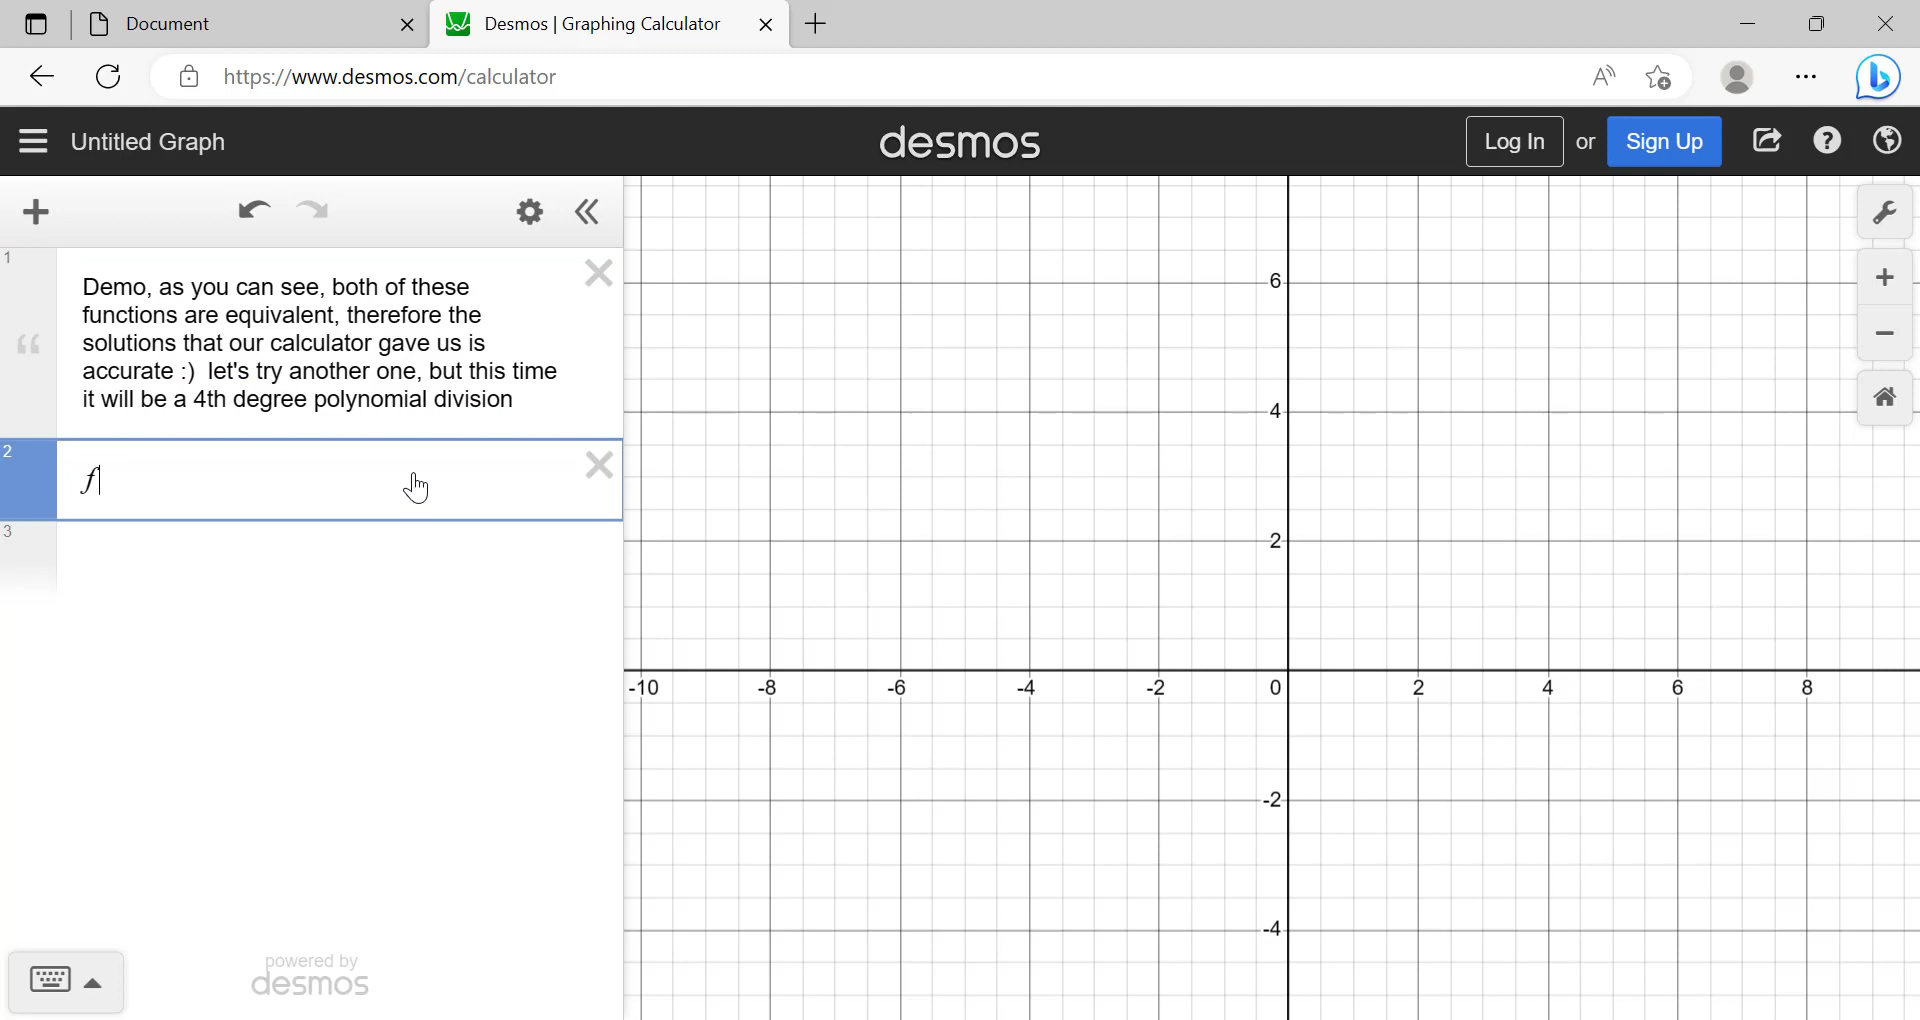 Document
Desmos | Graphing Calculator
https://www.desmos.com/calculator
Untitled Graph
desmos
Log In or Sign Up
1
Demo, as you can see, both of these
functions are equivalent, therefore the
solutions that our calculator gave us is
accurate :)  let's try another one, but this time
it will be a 4th degree polynomial division
2
f
3
6
4
2
-10 -8 -6 -4 -2 0 2 4 6 8
-2
-4
powered by
desmos